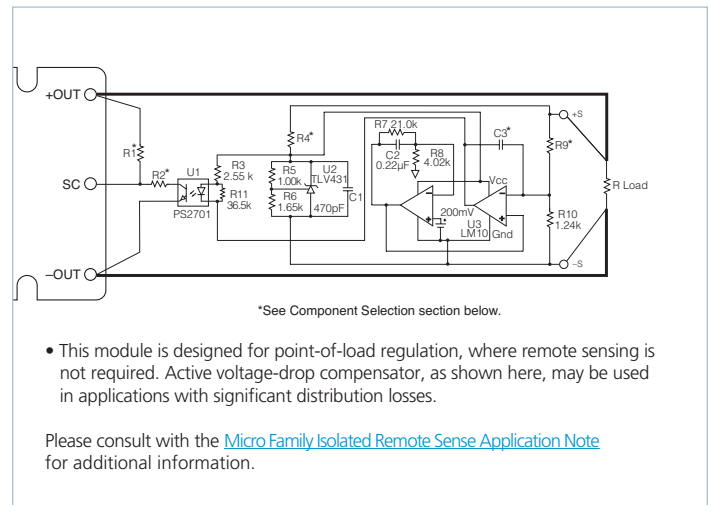 +OUT
SC
–OUT
R1*
R2*
U1
PS2701
R3
2.55 k
R11
36.5k
R4*
R5
1.00k
R6
1.65k
U2
TLV431
470pF
C1
R7 21.0k
C2
0.22µF
R8
4.02k
200mV
C3*
Vcc
U3
LM10
Gnd
+S
R9*
R10
1.24k
–S
R Load
*See Component Selection section below.
• This module is designed for point-of-load regulation, where remote sensing is
not required. Active voltage-drop compensator, as shown here, may be used
in applications with significant distribution losses.
Please consult with the Micro Family Isolated Remote Sense Application Note
for additional information.